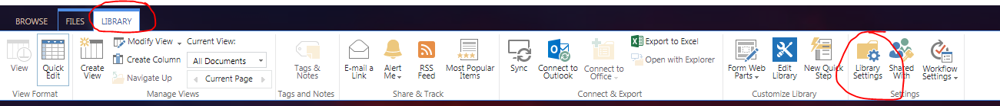 BROWSE
FILES
LIBRARY
View
Quick
Edit
View Format
Create
View
Modify View
Create Column
Navigate Up
Current View:
All Documents
Current Page
Manage Views
Tags &
Notes
Tags and Notes
E-mail a
Link
Alert
Me
RSS
Feed
Most Popular
Items
Share & Track
Sync
Connect to
Outlook
Connect to
Office
Export to Excel
Open with Explorer
Connect & Export
Form Web
Parts
Edit
Library
New Quick
Step
Customize Library
Library
Settings
Shared
With
Workflow
Settings
Settings